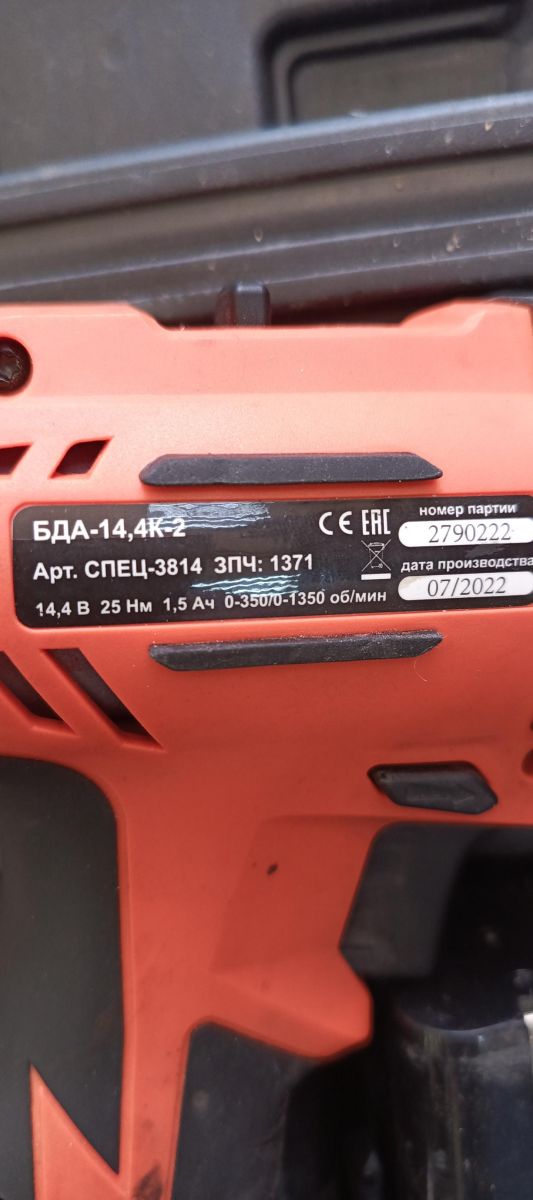 БДА-14,4К-2
CE EAC
номер партии
2790222
Арт. СПЕЦ-3814 ЗПЧ: 1371
дата производства
07/2022
14,4 В 25 Нм 1,5 Ач 0-350/0-1350 об/мин